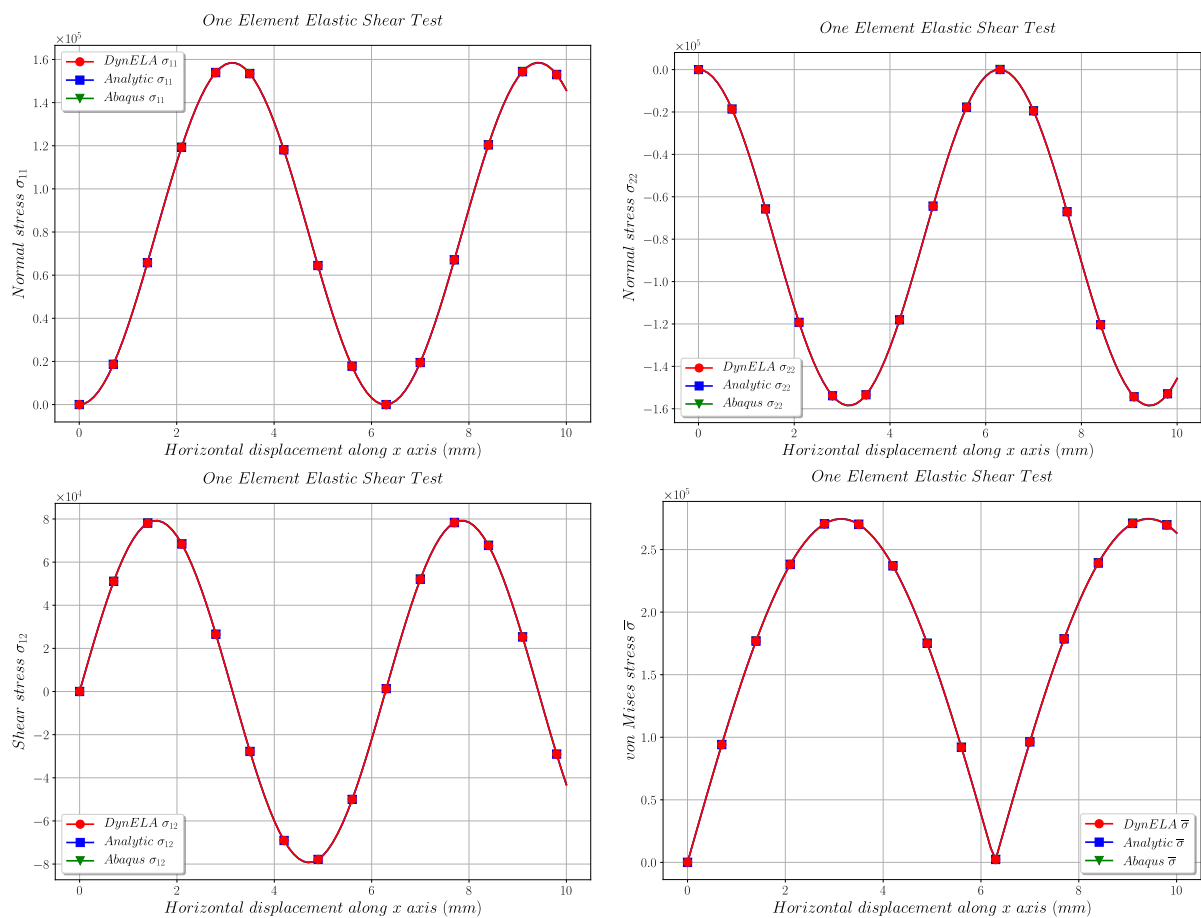 One Element Elastic Shear Test
×10⁵
DynELA σ₁₁
Analytic σ₁₁
Abaqus σ₁₁
1.6
1.4
1.2
1.0
0.8
0.6
0.4
0.2
0.0
Normal stress σ₁₁
0 2 4 6 8 10
Horizontal displacement along x axis (mm)
One Element Elastic Shear Test
×10⁵
0.0
−0.2
−0.4
−0.6
−0.8
−1.0
−1.2
−1.4
−1.6
Normal stress σ₂₂
DynELA σ₂₂
Analytic σ₂₂
Abaqus σ₂₂
0 2 4 6 8 10
Horizontal displacement along x axis (mm)
One Element Elastic Shear Test
×10⁴
8
6
4
2
0
−2
−4
−6
−8
Shear stress σ₁₂
DynELA σ₁₂
Analytic σ₁₂
Abaqus σ₁₂
0 2 4 6 8 10
Horizontal displacement along x axis (mm)
One Element Elastic Shear Test
×10⁵
2.5
2.0
1.5
1.0
0.5
0.0
von Mises stress σ̅
DynELA σ̅
Analytic σ̅
Abaqus σ̅
0 2 4 6 8 10
Horizontal displacement along x axis (mm)